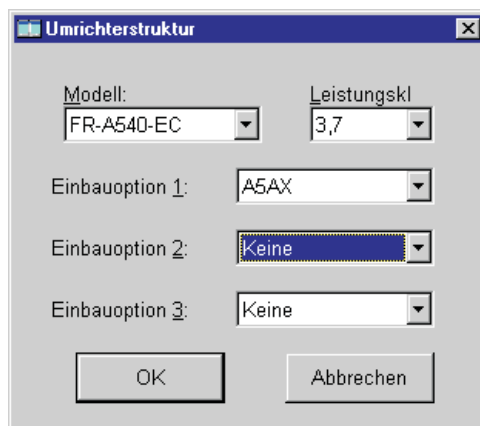 Umrichterstruktur
Modell: Leistungskl
FR-A540-EC 3,7
Einbauoption 1: A5AX
Einbauoption 2: Keine
Einbauoption 3: Keine
OK Abbrechen